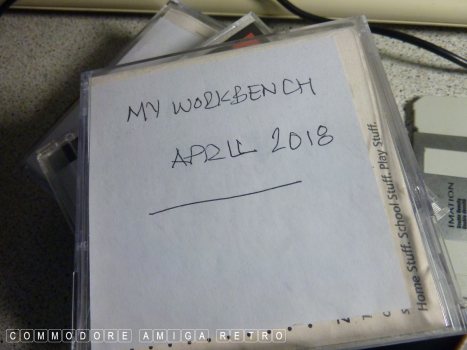 MY WORKBENCH
APRIL 2018
Home Stuff. School Stuff. Play Stuff.
IMATION
COMMODORE AMIGA RETRO